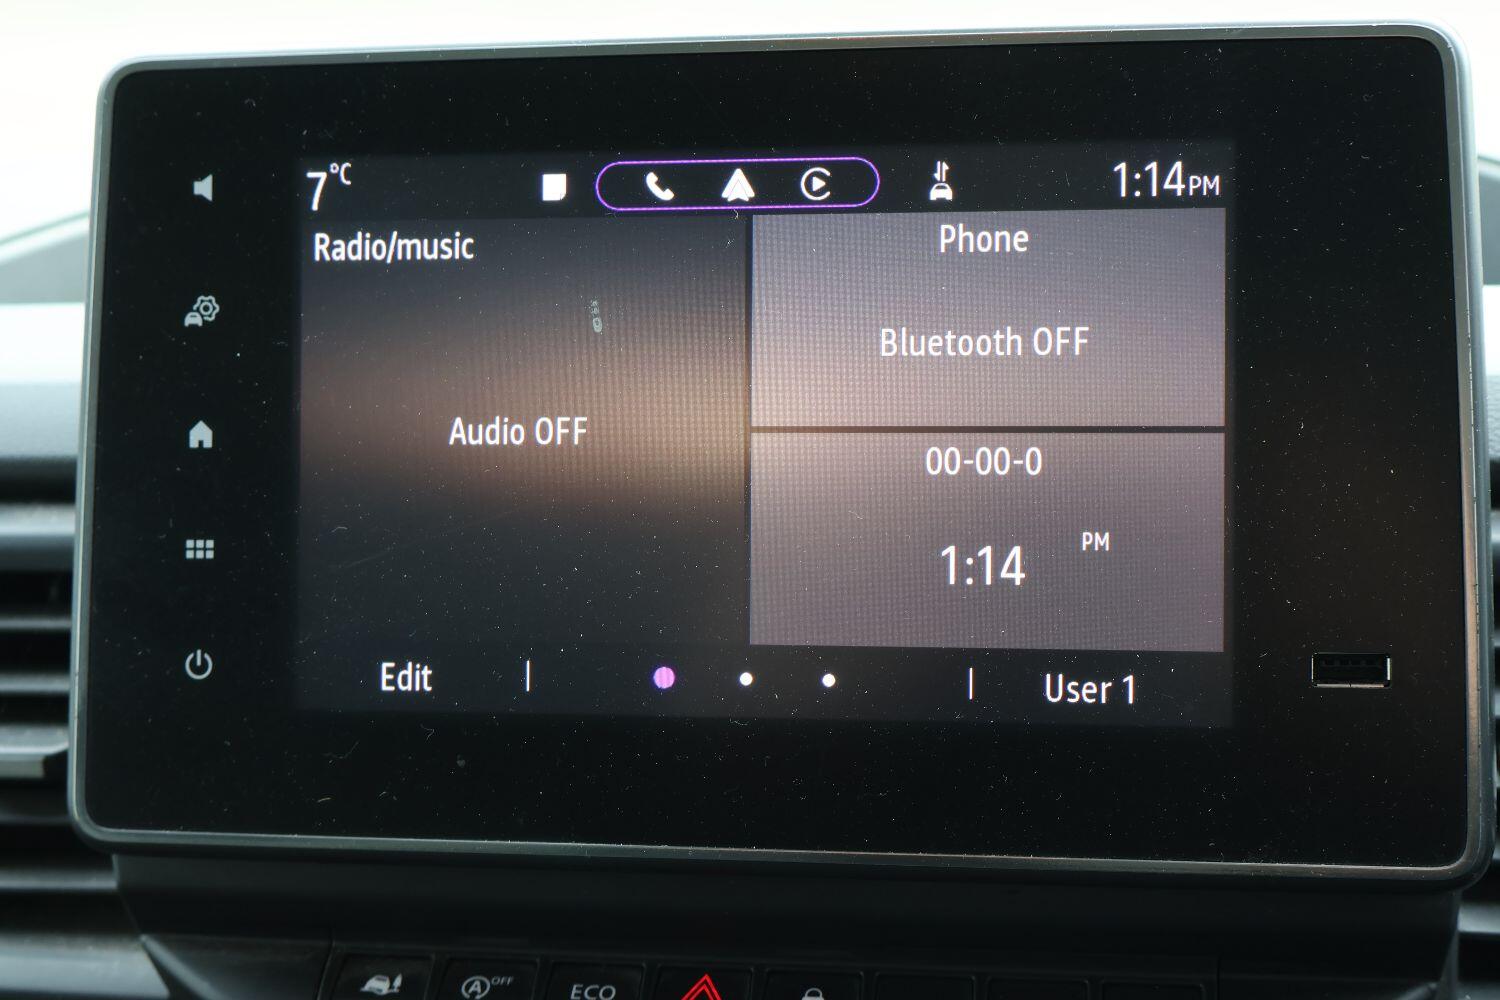 7°C
1:14PM
Radio/music
Phone
Bluetooth OFF
Audio OFF
00-00-0
1:14 PM
Edit
User 1
A OFF
ECO